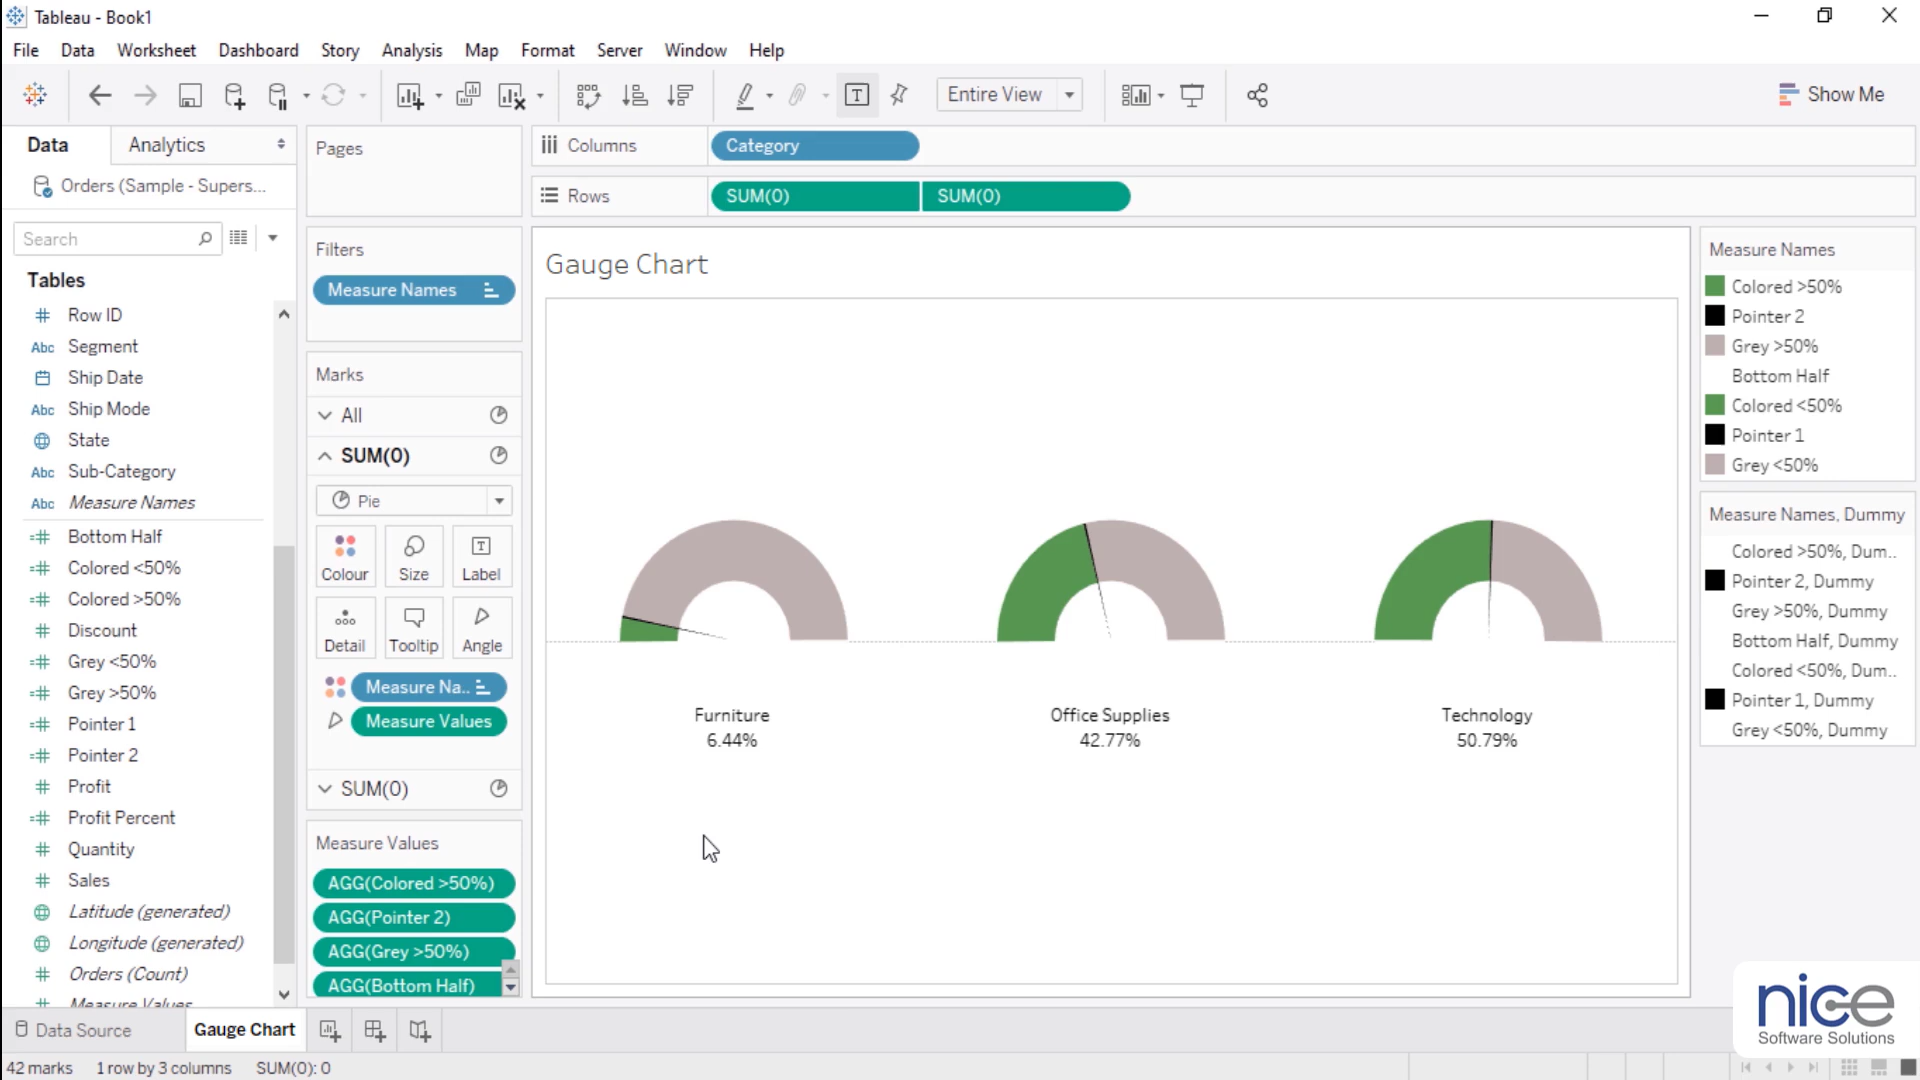 Tableau - Book1
File Data Worksheet Dashboard Story Analysis Map Format Server Window Help
Entire View
Show Me
Data
Analytics
Orders (Sample - Supers...
Search
Tables
Row ID
Abc Segment
Ship Date
Abc Ship Mode
State
Abc Sub-Category
Abc Measure Names
Bottom Half
Colored <50%
Colored >50%
Discount
Grey <50%
Grey >50%
Pointer 1
Pointer 2
Profit
Profit Percent
Quantity
Sales
Latitude (generated)
Longitude (generated)
Orders (Count)
Measure Values
Pages
Filters
Measure Names
Marks
All
SUM(0)
Pie
Colour Size Label
Detail Tooltip Angle
Measure Na..
Measure Values
SUM(0)
Measure Values
AGG(Colored >50%)
AGG(Pointer 2)
AGG(Grey >50%)
AGG(Bottom Half)
Columns Category
Rows SUM(0) SUM(0)
Gauge Chart
Furniture
6.44%
Office Supplies
42.77%
Technology
50.79%
Measure Names
Colored >50%
Pointer 2
Grey >50%
Bottom Half
Colored <50%
Pointer 1
Grey <50%
Measure Names, Dummy
Colored >50%, Dum..
Pointer 2, Dummy
Grey >50%, Dummy
Bottom Half, Dummy
Colored <50%, Dum..
Pointer 1, Dummy
Grey <50%, Dummy
nice
Software Solutions
Data Source
Gauge Chart
42 marks 1 row by 3 columns SUM(0): 0